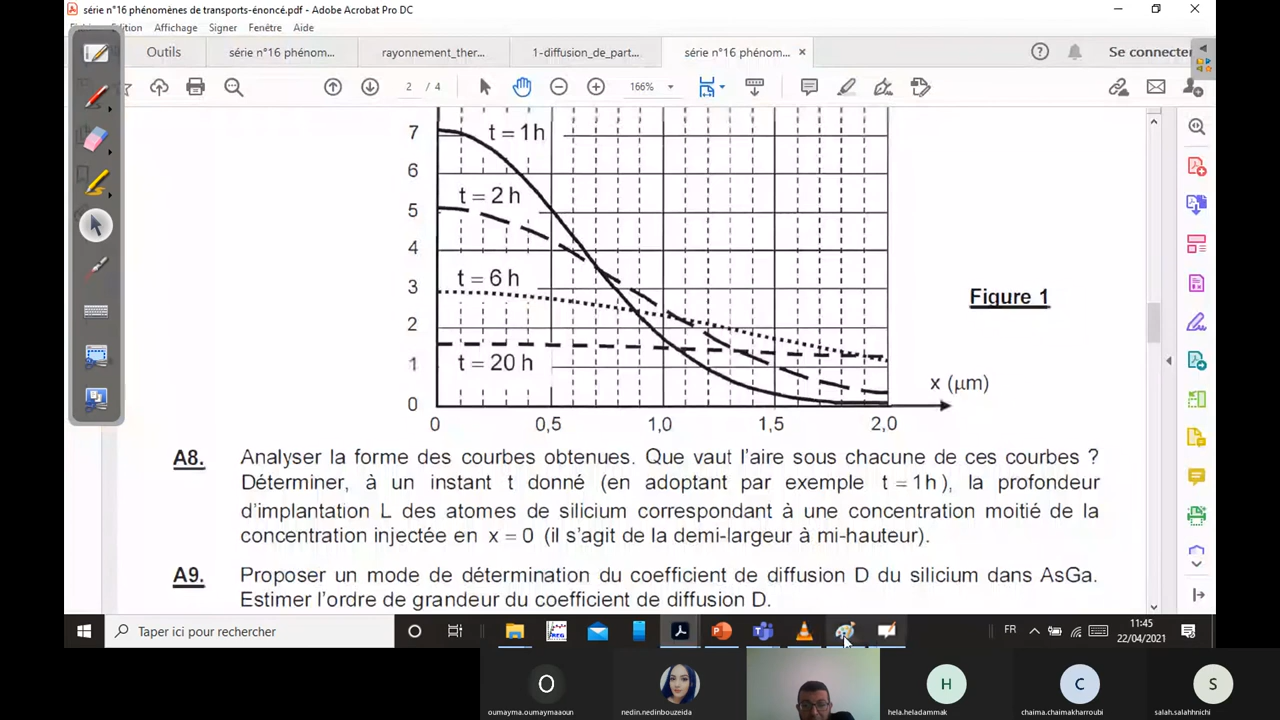 série n°16 phénomènes de transports-énoncé.pdf - Adobe Acrobat Pro DC
Edition Affichage Signer Fenêtre Aide
Outils série n°16 phénom... rayonnement_ther... 1-diffusion_de_part... série n°16 phénom... × Se connecter
2 / 4 166%
7 t = 1h
6
5 t = 2 h
4
3 t = 6 h Figure 1
2
1 t = 20 h
x (μm)
0
0 0,5 1,0 1,5 2,0
A8. Analyser la forme des courbes obtenues. Que vaut l'aire sous chacune de ces courbes ?
Déterminer, à un instant t donné (en adoptant par exemple t = 1h), la profondeur
d'implantation L des atomes de silicium correspondant à une concentration moitié de la
concentration injectée en x = 0 (il s'agit de la demi-largeur à mi-hauteur).
A9. Proposer un mode de détermination du coefficient de diffusion D du silicium dans AsGa.
Estimer l'ordre de grandeur du coefficient de diffusion D.
Taper ici pour rechercher FR 11:45
22/04/2021
O H C S
oumayma.oumaymaaoun nedin.nedinbouzeida hela.heladammak chaima.chaimakharroubi salah.salahhnichi